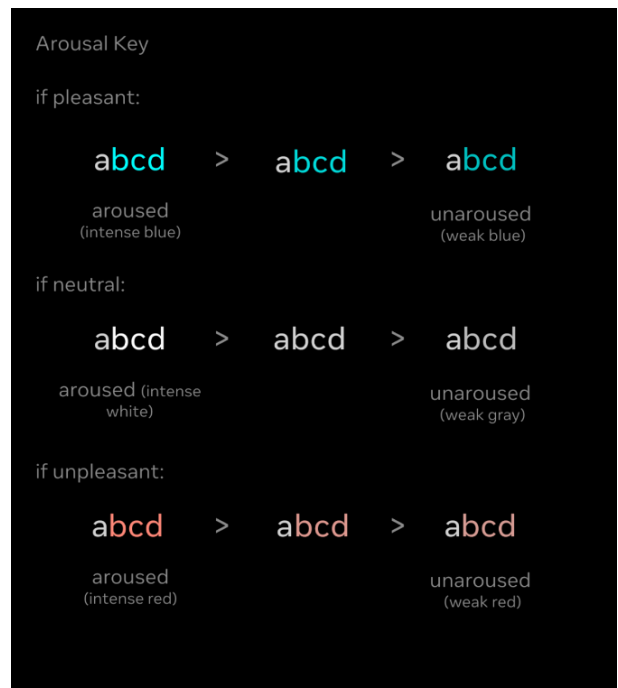 Arousal Key
if pleasant:
abcd > abcd > abcd
aroused unaroused
(intense blue) (weak blue)
if neutral:
abcd > abcd > abcd
aroused (intense unaroused
white) (weak gray)
if unpleasant:
abcd > abcd > abcd
aroused unaroused
(intense red) (weak red)